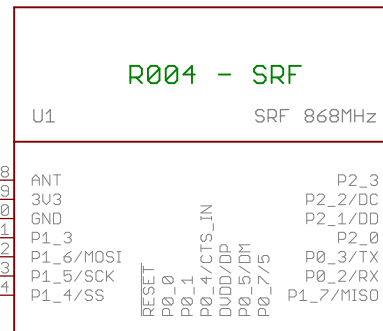 R004 - SRF
U1
SRF 868MHz
8
9
0
1
2
3
4
ANT
3V3
GND
P1_3
P1_6/MOSI
P1_5/SCK
P1_4/SS
RESET
P0_0
P0_1
P0_4/CTS_IN
DVDD/DP
P0_5/DM
P0_7/5
P2_3
P2_2/DC
P2_1/DD
P2_0
P0_3/TX
P0_2/RX
P1_7/MISO